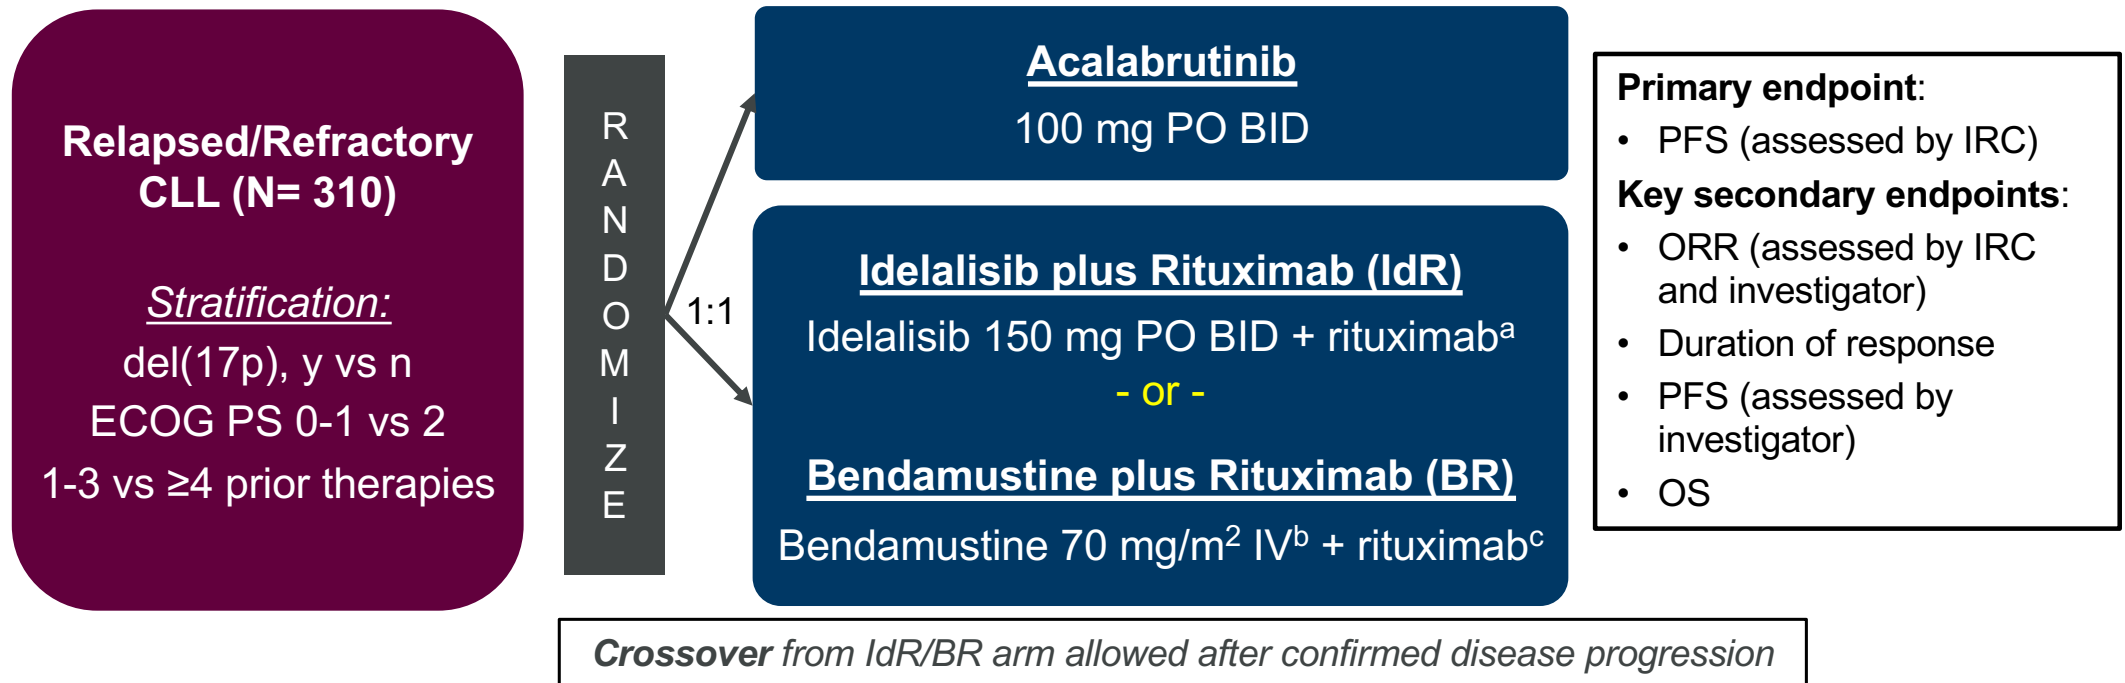 Relapsed/Refractory
CLL (N= 310)
Stratification:
del(17p), y vs n
ECOG PS 0-1 vs 2
1-3 vs ≥4 prior therapies
R
A
N
D
O
M
I
Z
E
1:1
Acalabrutinib
100 mg PO BID
Idelalisib plus Rituximab (IdR)
Idelalisib 150 mg PO BID + rituximabᵃ
- or -
Bendamustine plus Rituximab (BR)
Bendamustine 70 mg/m² IVᵇ + rituximabᶜ
Primary endpoint:
• PFS (assessed by IRC)
Key secondary endpoints:
• ORR (assessed by IRC
and investigator)
• Duration of response
• PFS (assessed by
investigator)
• OS
Crossover from IdR/BR arm allowed after confirmed disease progression